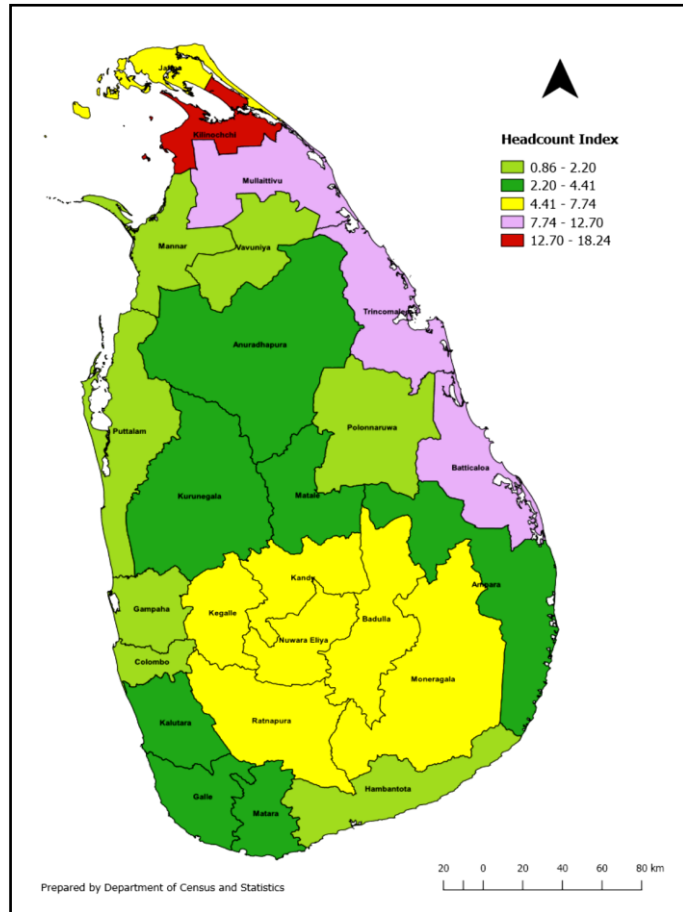 Jaffna
Kilinochchi
Mullaittivu
Mannar
Vavuniya
Trincomalee
Anuradhapura
Puttalam
Polonnaruwa
Batticaloa
Kurunegala
Matale
Ampara
Kandy
Gampaha
Kegalle
Badulla
Nuwara Eliya
Colombo
Moneragala
Kalutara
Ratnapura
Hambantota
Galle
Matara
Headcount Index
0.86 - 2.20
2.20 - 4.41
4.41 - 7.74
7.74 - 12.70
12.70 - 18.24
20 0 20 40 60 80 km
Prepared by Department of Census and Statistics